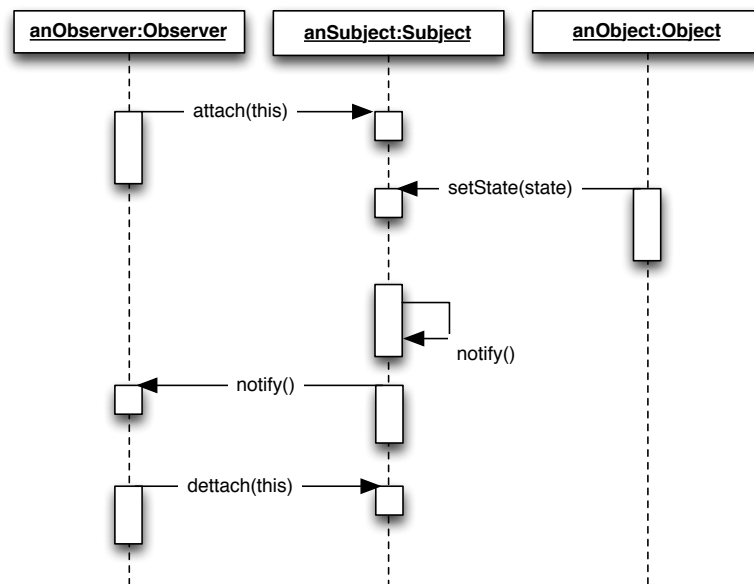 anObserver:Observer
anSubject:Subject
anObject:Object
attach(this)
setState(state)
notify()
notify()
dettach(this)